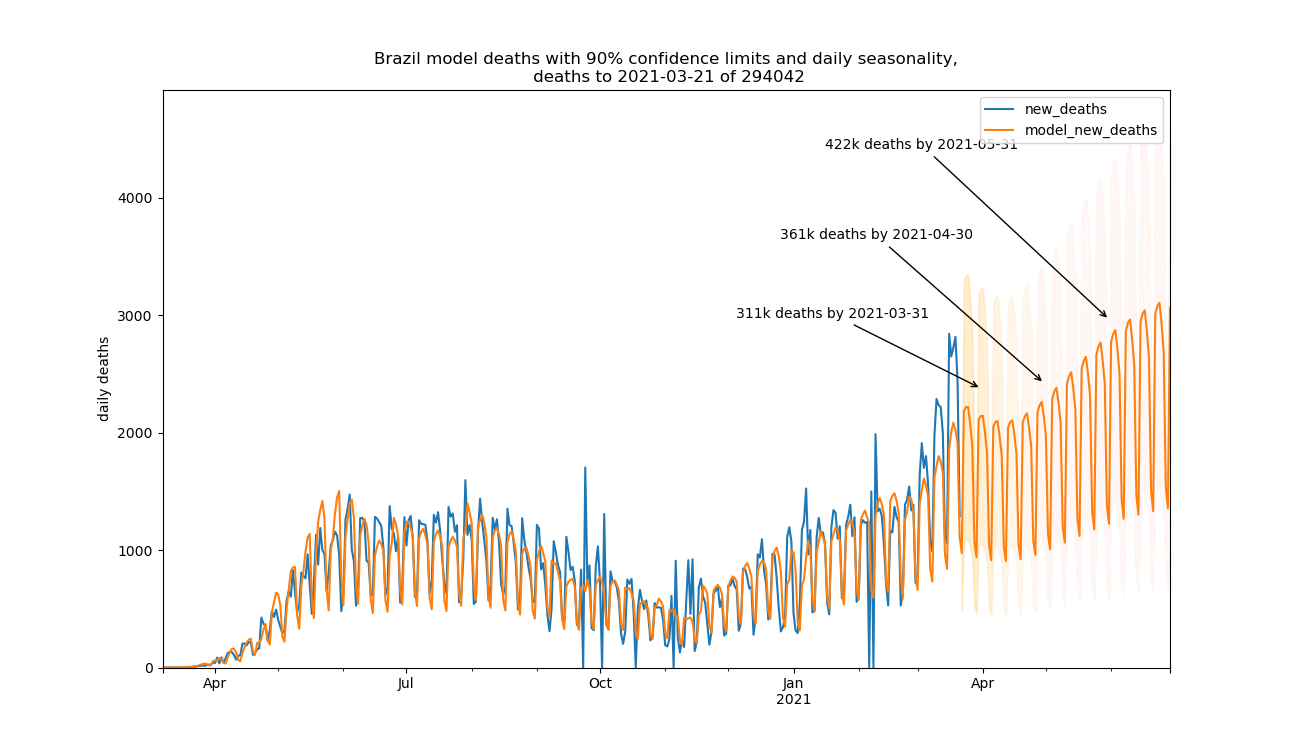 Brazil model deaths with 90% confidence limits and daily seasonality,
deaths to 2021-03-21 of 294042
new_deaths
model_new_deaths
422k deaths by 2021-05-31
361k deaths by 2021-04-30
311k deaths by 2021-03-31
daily deaths
4000
3000
2000
1000
0
Apr
Jul
Oct
Jan
2021
Apr